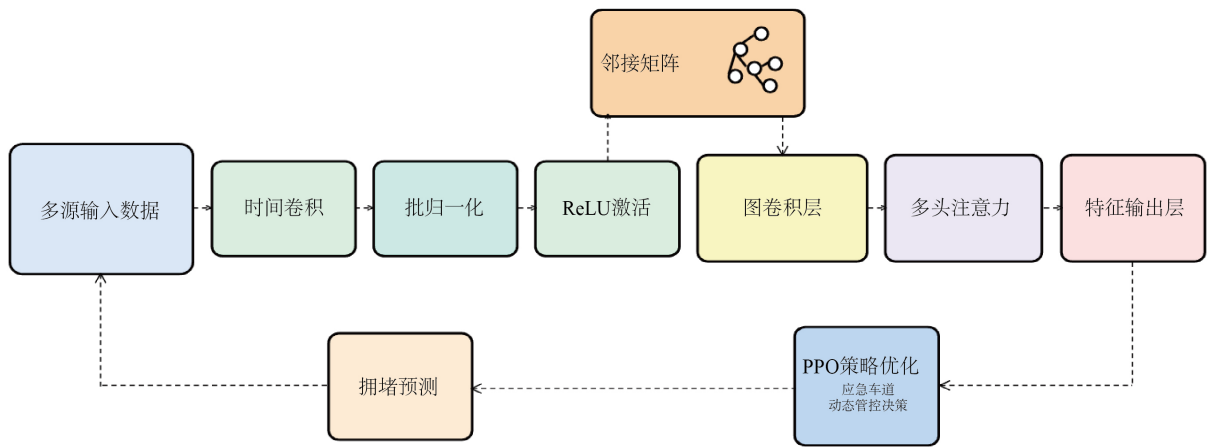 邻接矩阵
多源输入数据
时间卷积
批归一化
ReLU激活
图卷积层
多头注意力
特征输出层
拥堵预测
PPO策略优化
应急车道
动态管控决策